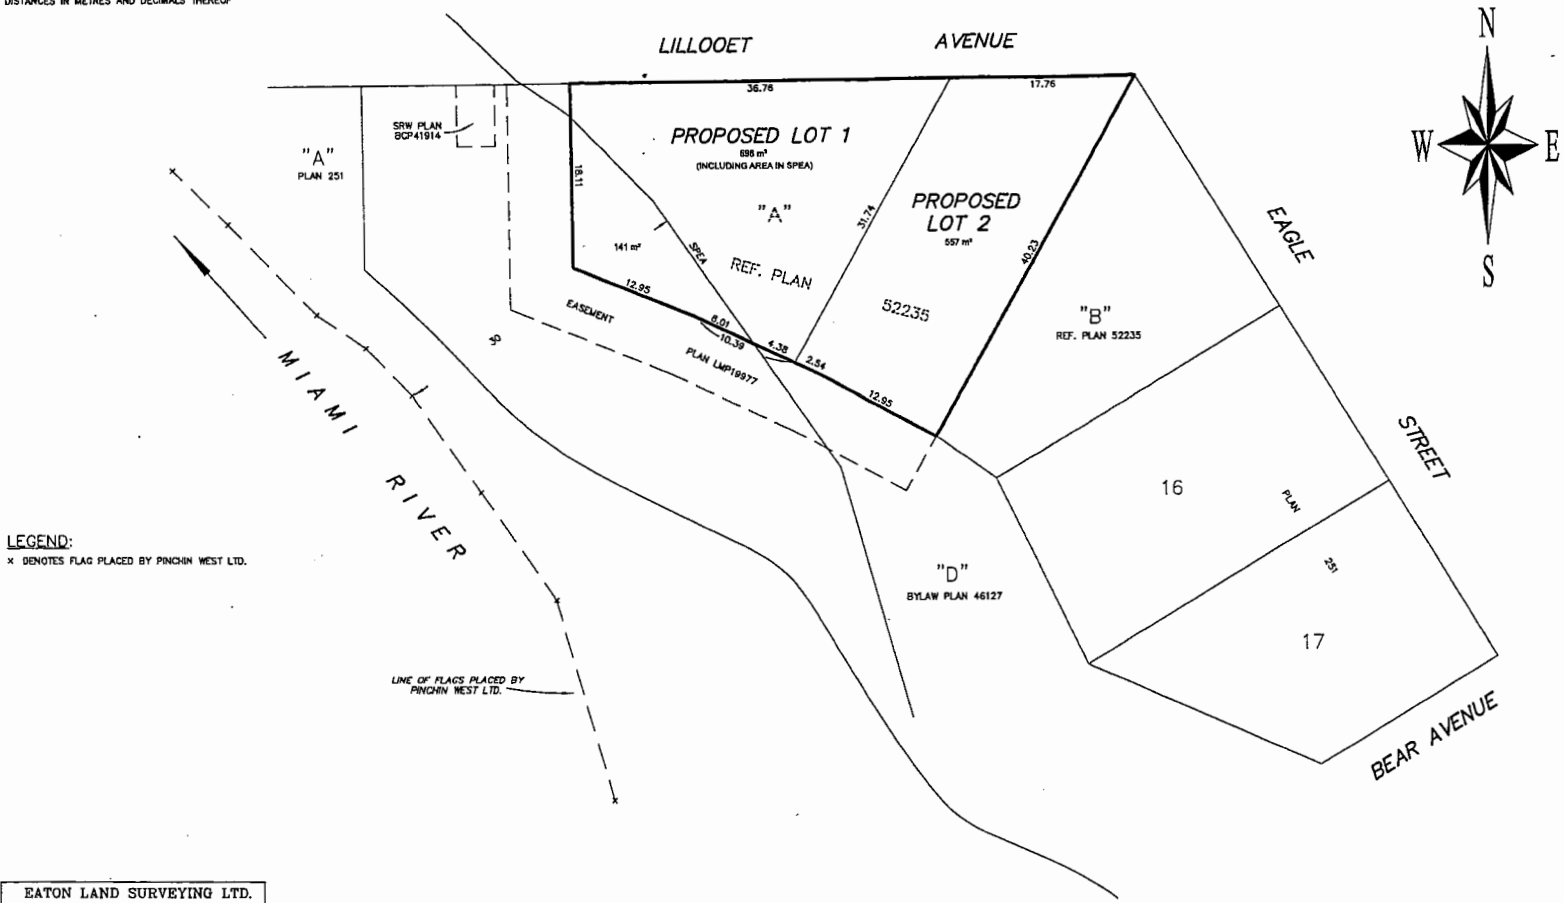 DISTANCES IN METRES AND DECIMALS THEREOF
LILLOOET AVENUE
N
W E
S
36.76
17.76
SRW PLAN
BCP41914
"A"
PLAN 251
18.11
PROPOSED LOT 1
698 m²
(INCLUDING AREA IN SPEA)
"A"
REF. PLAN
52235
141 m²
SPEA
31.74
PROPOSED
LOT 2
557 m²
40.23
EAGLE STREET
"B"
REF. PLAN 52235
12.95
6.01
10.39
4.38
2.54
12.95
EASEMENT
PLAN LMP19977
MIAMI RIVER
16
PLAN
251
17
"D"
BYLAW PLAN 46127
BEAR AVENUE
LEGEND:
x DENOTES FLAG PLACED BY PINCHIN WEST LTD.
LINE OF FLAGS PLACED BY
PINCHIN WEST LTD.
EATON LAND SURVEYING LTD.